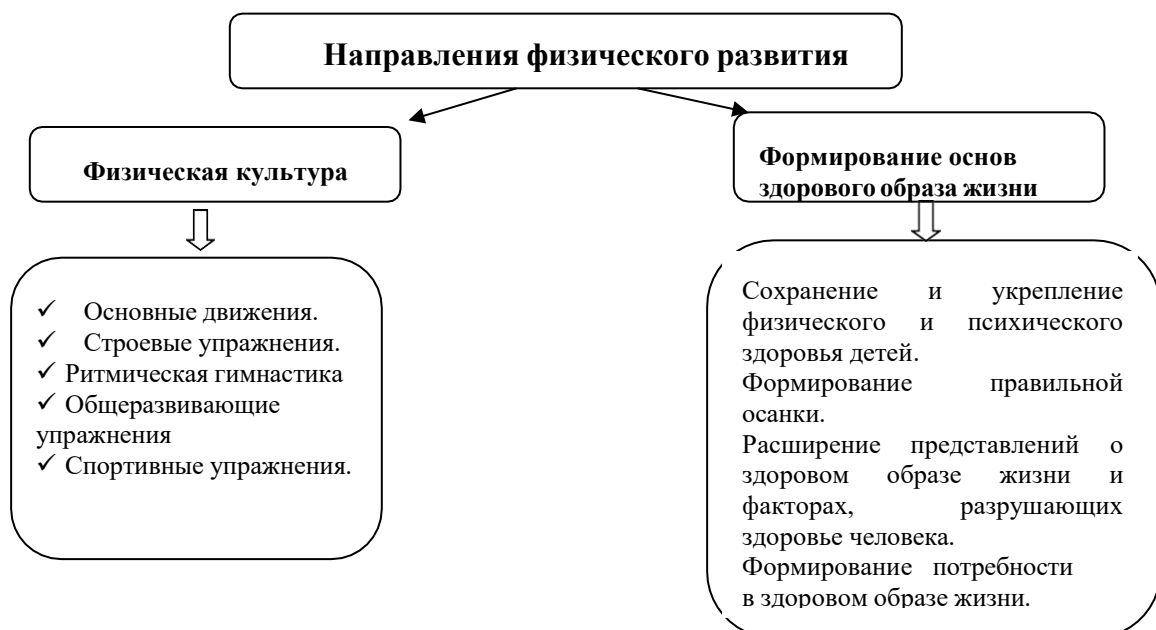 Направления физического развития
Физическая культура
Формирование основ
здорового образа жизни
✓ Основные движения.
✓ Строевые упражнения.
✓ Ритмическая гимнастика
✓ Общеразвивающие
упражнения
✓ Спортивные упражнения.
Сохранение и укрепление
физического и психического
здоровья детей.
Формирование правильной
осанки.
Расширение представлений о
здоровом образе жизни и
факторах, разрушающих
здоровье человека.
Формирование потребности
в здоровом образе жизни.